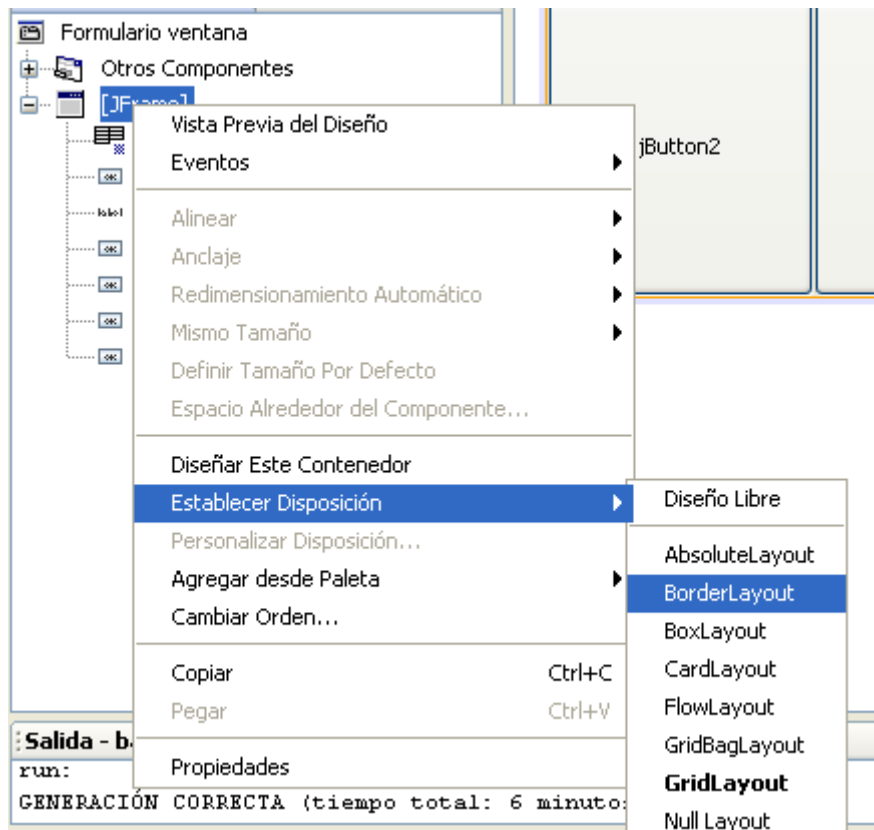 Formulario ventana
Otros Componentes
[JFrame]
label
Vista Previa del Diseño
Eventos
Alinear
Anclaje
Redimensionamiento Automático
Mismo Tamaño
Definir Tamaño Por Defecto
Espacio Alrededor del Componente...
Diseñar Este Contenedor
Establecer Disposición
Personalizar Disposición...
Agregar desde Paleta
Cambiar Orden...
Copiar Ctrl+C
Pegar Ctrl+V
Propiedades
jButton2
Diseño Libre
AbsoluteLayout
BorderLayout
BoxLayout
CardLayout
FlowLayout
GridBagLayout
GridLayout
Null Layout
Salida - b
run:
GENERACIÓN CORRECTA (tiempo total: 6 minuto